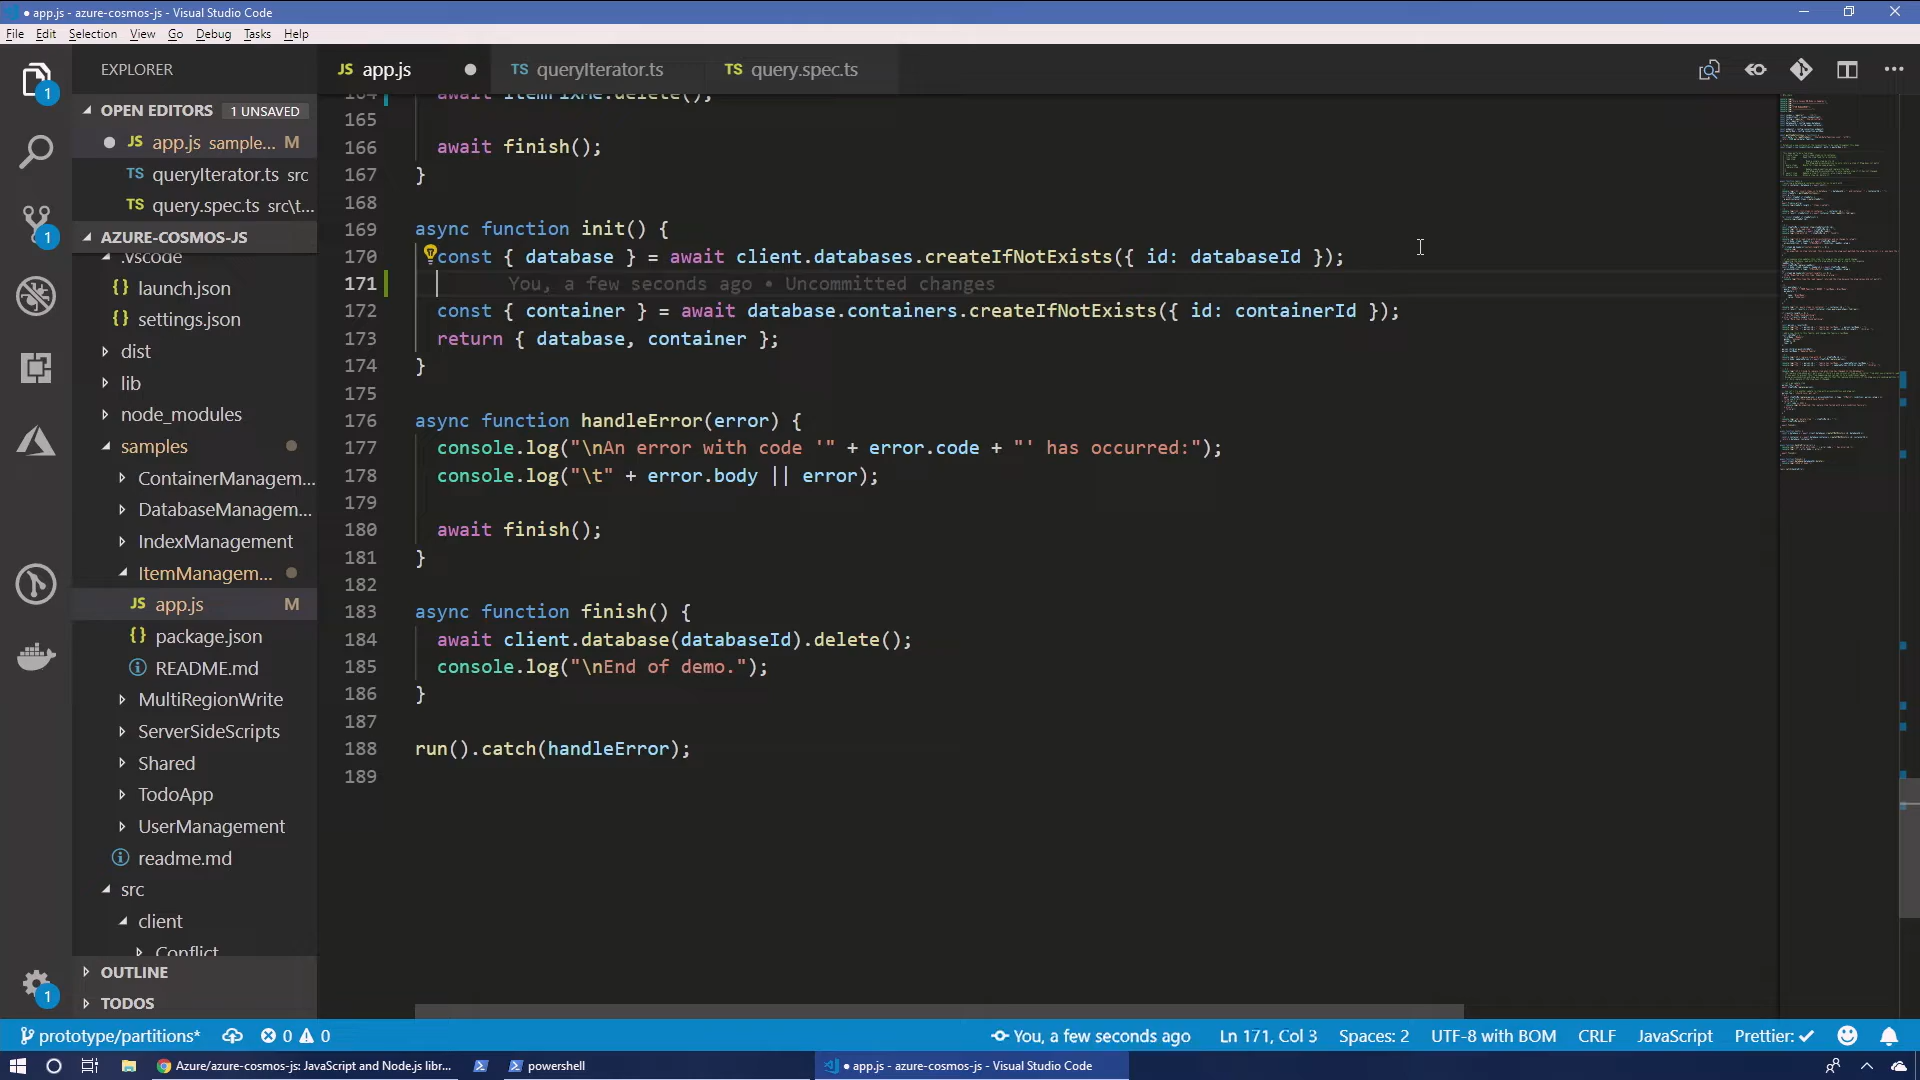 ● app.js - azure-cosmos-js - Visual Studio Code
File Edit Selection View Go Debug Tasks Help
EXPLORER
JS app.js ●
TS queryIterator.ts
TS query.spec.ts
1
OPEN EDITORS 1 UNSAVED
● JS app.js sample... M
TS queryIterator.ts src
TS query.spec.ts src\t...
1
AZURE-COSMOS-JS
.vscode
{} launch.json
{} settings.json
dist
lib
node_modules
samples
ContainerManagem...
DatabaseManagem...
IndexManagement
ItemManagem...
JS app.js M
{} package.json
README.md
MultiRegionWrite
ServerSideScripts
Shared
TodoApp
UserManagement
readme.md
src
client
Conflict
OUTLINE
TODOS
1
164 await itemFixMe.delete();
165
166 await finish();
167 }
168
169 async function init() {
170 const { database } = await client.databases.createIfNotExists({ id: databaseId });
171 You, a few seconds ago • Uncommitted changes
172 const { container } = await database.containers.createIfNotExists({ id: containerId });
173 return { database, container };
174 }
175
176 async function handleError(error) {
177 console.log("\nAn error with code '" + error.code + "' has occurred:");
178 console.log("\t" + error.body || error);
179
180 await finish();
181 }
182
183 async function finish() {
184 await client.database(databaseId).delete();
185 console.log("\nEnd of demo.");
186 }
187
188 run().catch(handleError);
189
prototype/partitions* 0 0 You, a few seconds ago Ln 171, Col 3 Spaces: 2 UTF-8 with BOM CRLF JavaScript Prettier: ✓
Azure/azure-cosmos-js: JavaScript and Node.js libr... powershell ● app.js - azure-cosmos-js - Visual Studio Code